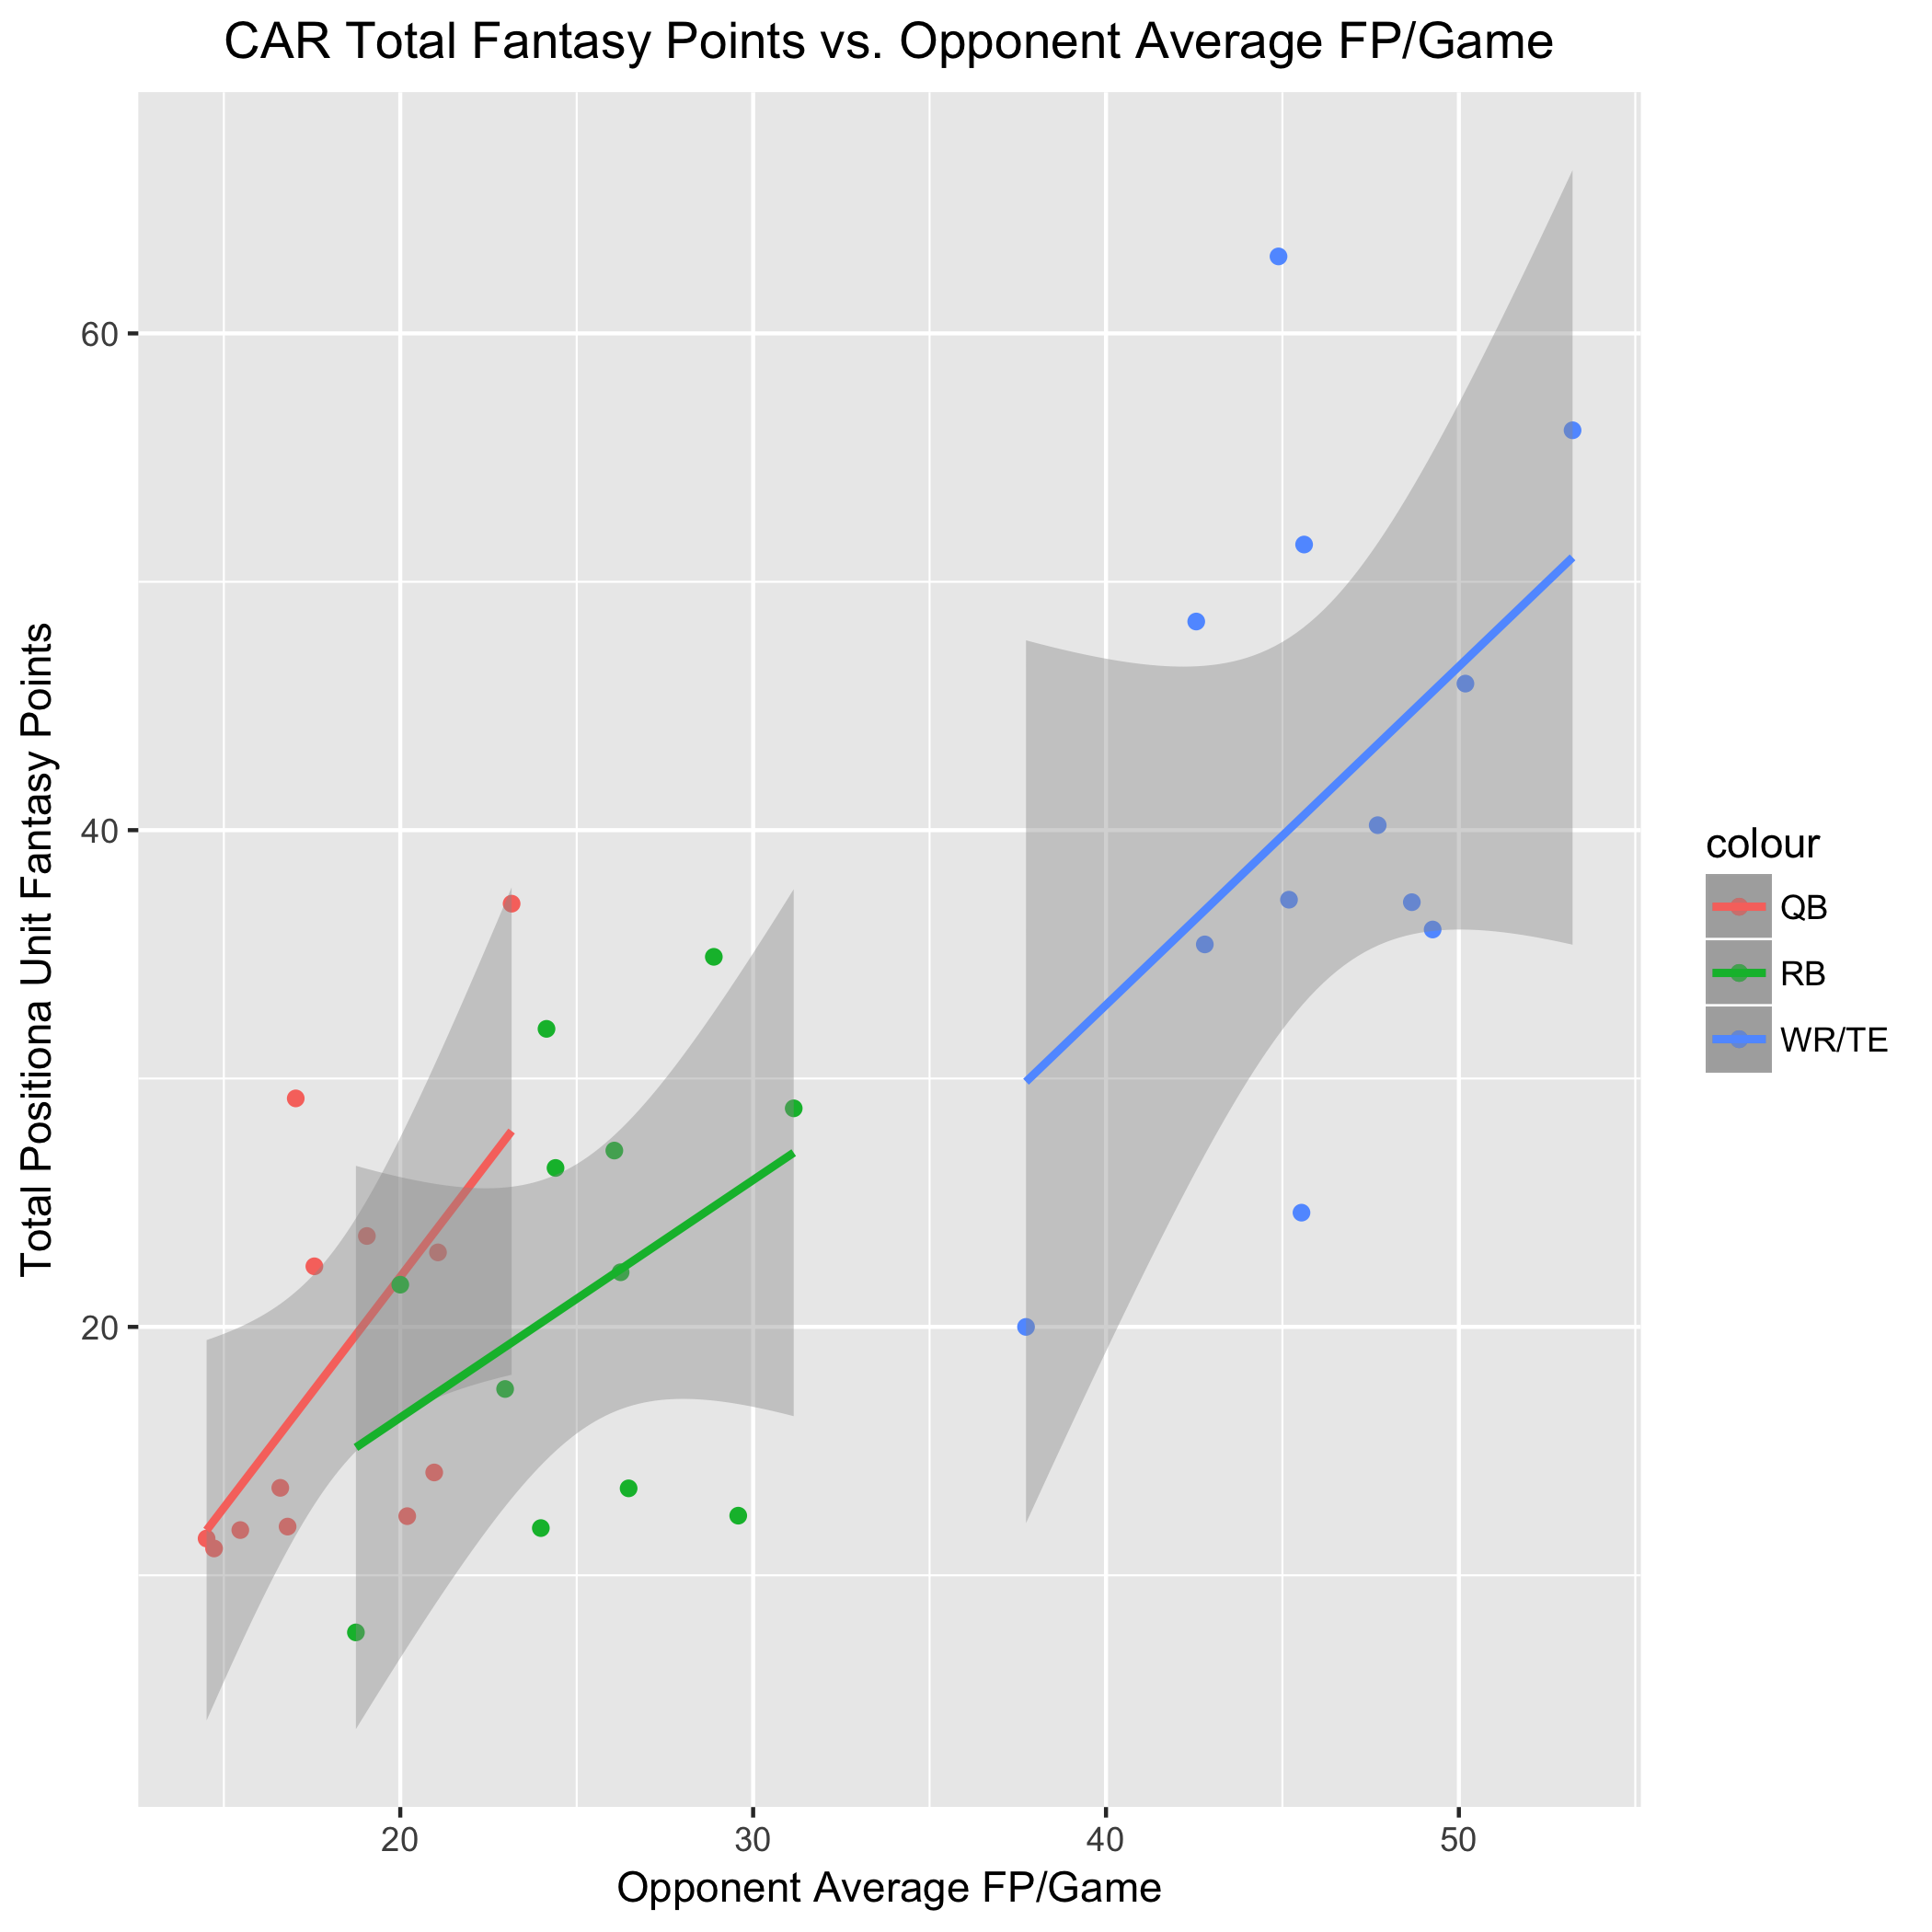 CAR Total Fantasy Points vs. Opponent Average FP/Game
Total Positiona Unit Fantasy Points
60
40
20
20
30
40
50
Opponent Average FP/Game
colour
QB
RB
WR/TE